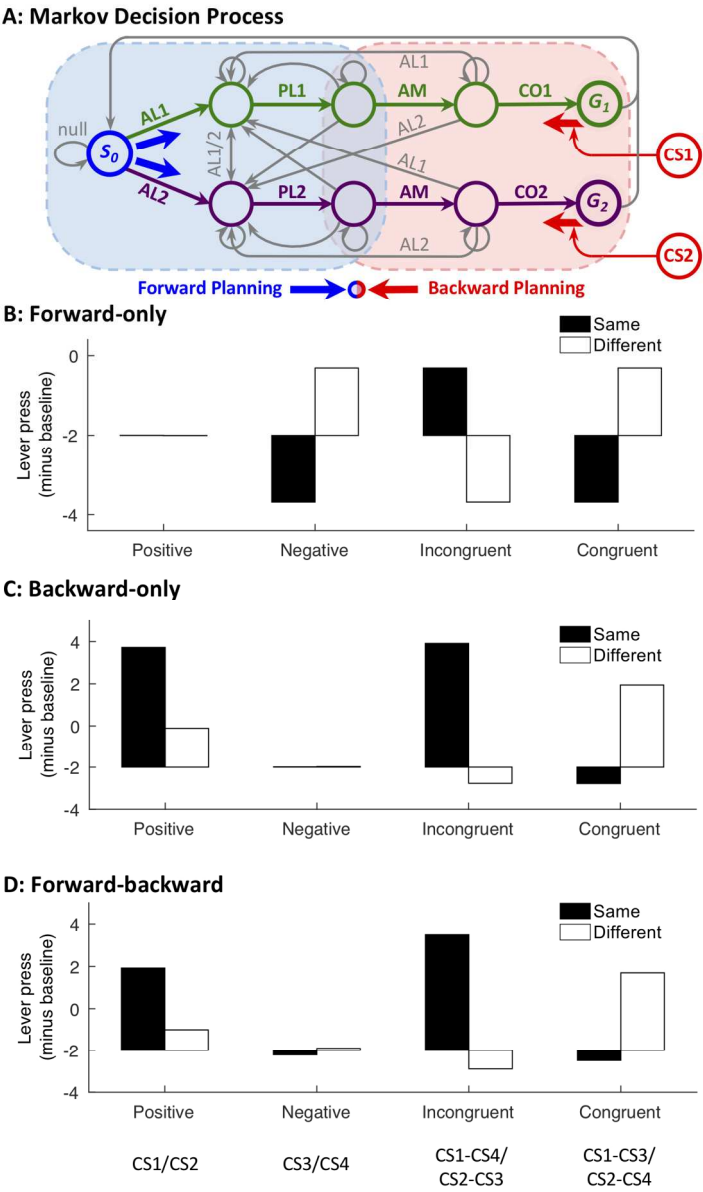 A: Markov Decision Process
AL1
AL1
PL1
AM
CO1
G1
null
S0
AL1/2
AL2
AL1
CS1
AL2
PL2
AM
CO2
G2
AL2
CS2
Forward Planning
Backward Planning
B: Forward-only
Same
Different
Lever press
(minus baseline)
0
-2
-4
Positive Negative Incongruent Congruent
C: Backward-only
Same
Different
Lever press
(minus baseline)
4
2
0
-2
-4
Positive Negative Incongruent Congruent
D: Forward-backward
Same
Different
Lever press
(minus baseline)
4
2
0
-2
-4
Positive Negative Incongruent Congruent
CS1/CS2 CS3/CS4 CS1-CS4/ CS1-CS3/
CS2-CS3 CS2-CS4